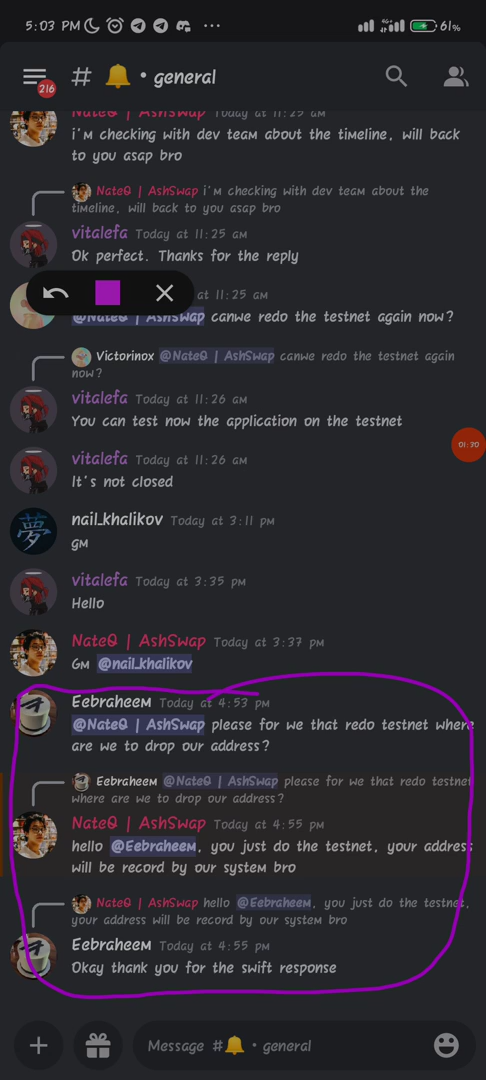 5:03 PM
61%
216
# 🔔 • general
NateQ | AshSwap Today at 11:25 AM
i'm checking with dev team about the timeline, will back
to you asap bro
NateQ | AshSwap i'm checking with dev team about the
timeline, will back to you asap bro
vitalefa Today at 11:25 AM
Ok perfect. Thanks for the reply
at 11:25 AM
@NateQ | AshSwap canwe redo the testnet again now?
Victorinox @NateQ | AshSwap canwe redo the testnet again
now?
vitalefa Today at 11:26 AM
You can test now the application on the testnet
vitalefa Today at 11:26 AM
It's not closed
01:30
夢
nail_khalikov Today at 3:11 PM
gm
vitalefa Today at 3:35 PM
Hello
NateQ | AshSwap Today at 3:37 PM
Gm @nail_khalikov
Eebraheem Today at 4:53 PM
@NateQ | AshSwap please for we that redo testnet where
are we to drop our address?
Eebraheem @NateQ | AshSwap please for we that redo testnet
where are we to drop our address?
NateQ | AshSwap Today at 4:55 PM
hello @Eebraheem, you just do the testnet, your address
will be record by our system bro
NateQ | AshSwap hello @Eebraheem, you just do the testnet,
your address will be record by our system bro
Eebraheem Today at 4:55 PM
Okay thank you for the swift response
Message #🔔 • general